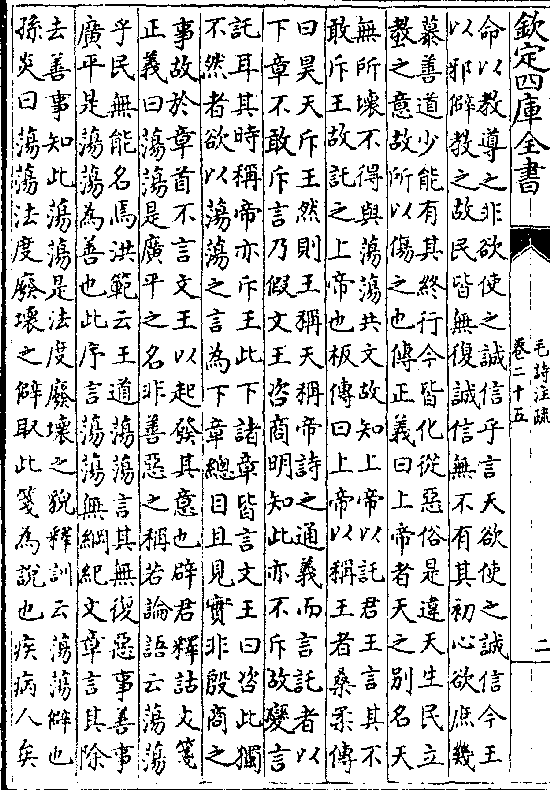 欽定四庫全書
毛詩注疏
卷二十五
二
命以教導之非欲使之誠信乎言天欲使之誠信今王
以邪僻教之故民皆無復誠信無不有其初心欲庶幾
慕善道少能有其終行今皆化從惡俗是違天生民立
教之意故所以傷之也傳正義曰上帝者天之別名天
無所壞不得與蕩蕩共文故知上帝以託君王言其不
敢斥王故託之上帝也板傳曰上帝以稱王者桑柔傳
曰昊天斥王然則王稱天稱帝詩之通義而言託者以
下章不敢斥言乃假文王咨商明知此亦不斥故變言
託耳其時稱帝亦斥王此下諸章皆言文王曰咨此獨
不然者欲以蕩蕩之言為下章總目且見實非殷商之
事故於章首不言文王以起發其意也辟君釋詁文箋
正義曰蕩蕩是廣平之名非善惡之稱若論語云蕩蕩
乎民無能名焉洪範云王道蕩蕩言其無復惡事善事
廣平是蕩蕩為善也此序言蕩蕩無綱紀文章言其除
去善事知此蕩蕩是法度廢壞之貌釋訓云蕩蕩僻也
孫炎曰蕩蕩法度廢壞之僻取此箋為說也疾病人矣